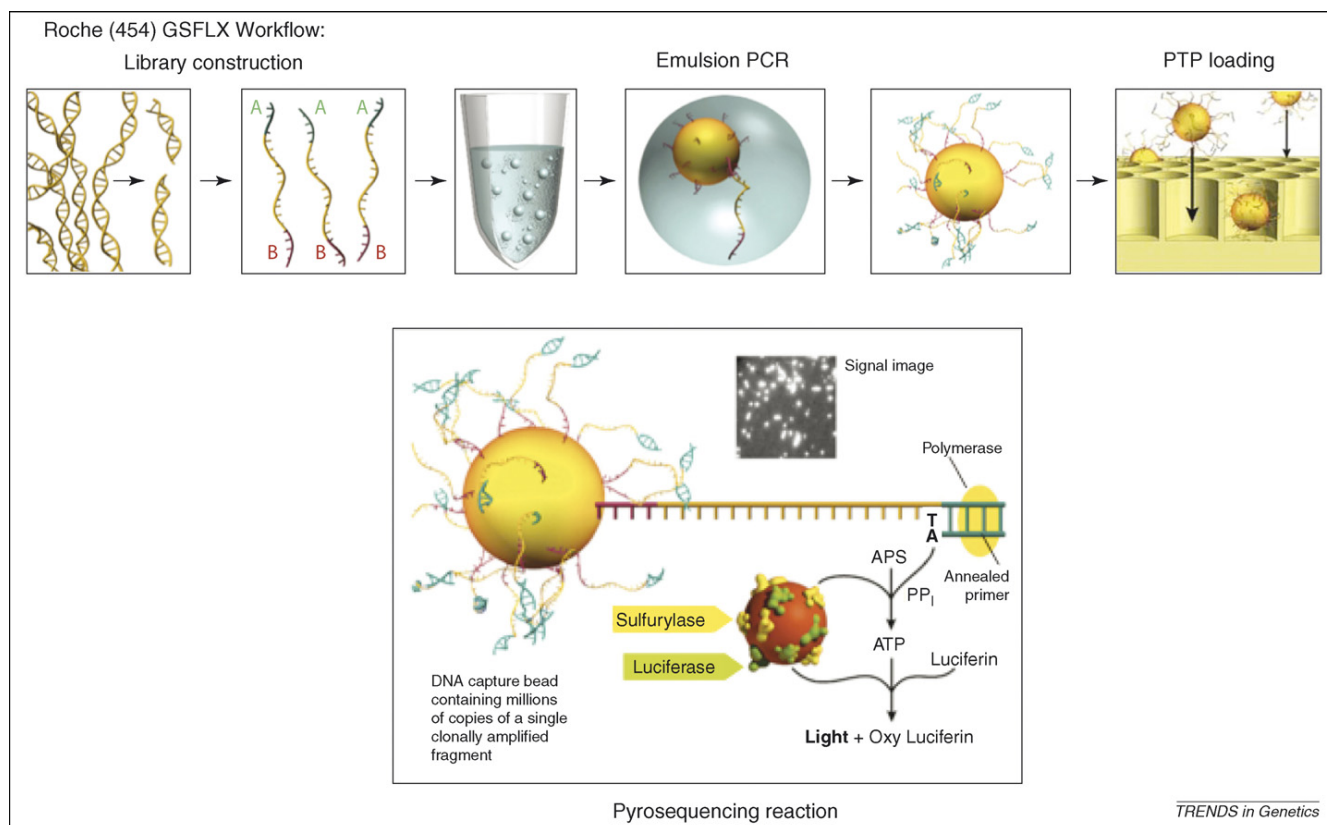 Roche (454) GSFLX Workflow:
Library construction
Emulsion PCR
PTP loading
A
A
A
B
B
B
Signal image
Polymerase
T
A
Annealed
primer
APS
PPI
Sulfurylase
ATP
Luciferase
Luciferin
DNA capture bead
containing millions
of copies of a single
clonally amplified
fragment
Light + Oxy Luciferin
Pyrosequencing reaction
TRENDS in Genetics